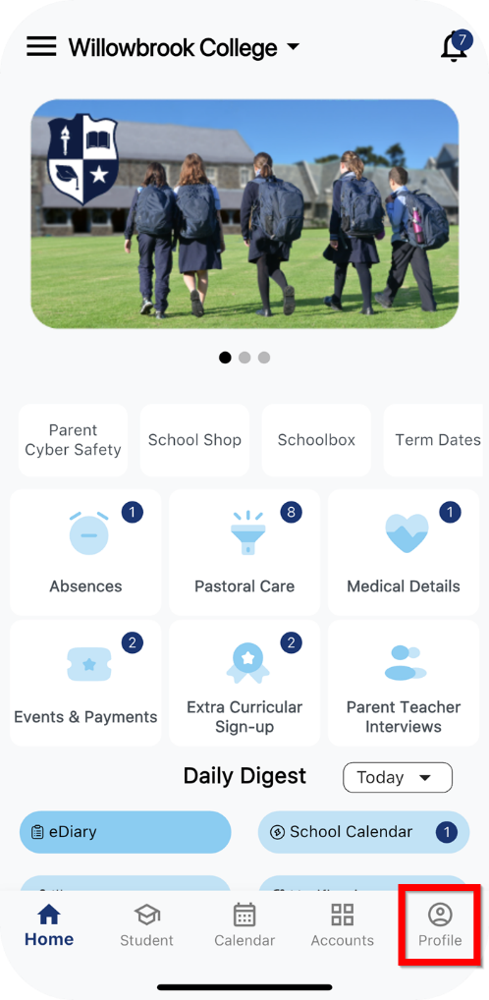 Willowbrook College
7
Parent
Cyber Safety
School Shop
Schoolbox
Term Dates
1
8
1
Absences
Pastoral Care
Medical Details
2
2
Events & Payments
Extra Curricular
Sign-up
Parent Teacher
Interviews
Daily Digest
Today
eDiary
School Calendar
1
Home
Student
Calendar
Accounts
Profile